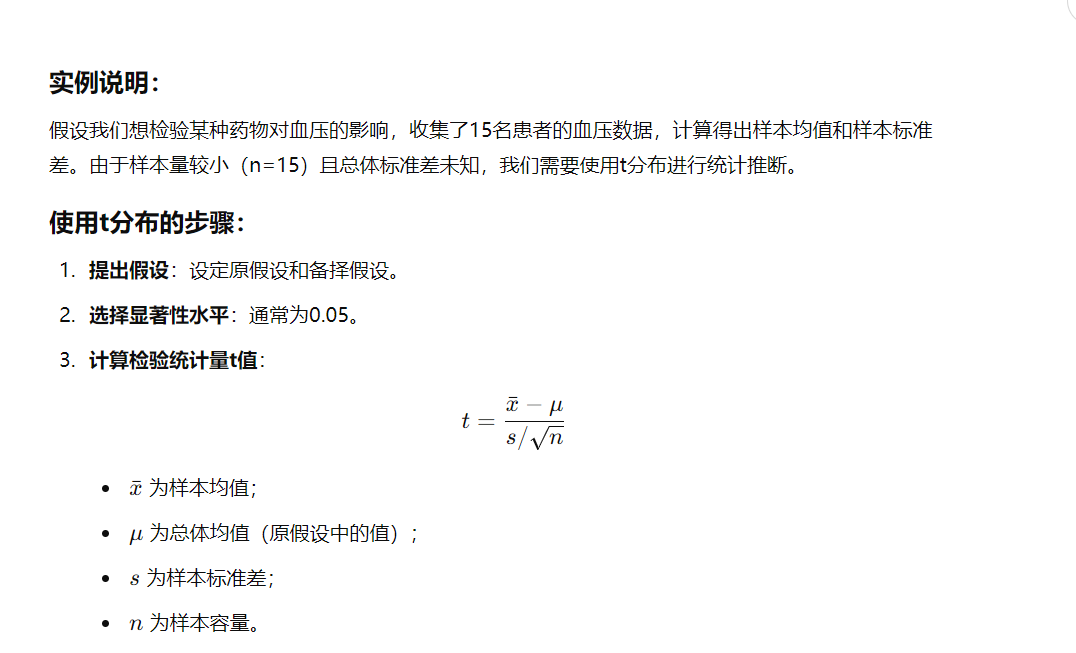 实例说明：
假设我们想检验某种药物对血压的影响，收集了15名患者的血压数据，计算得出样本均值和样本标准
差。由于样本量较小（n=15）且总体标准差未知，我们需要使用t分布进行统计推断。
使用t分布的步骤：
1. 提出假设：设定原假设和备择假设。
2. 选择显著性水平：通常为0.05。
3. 计算检验统计量t值：
t = (x̄ − μ) / (s/√n)
• x̄ 为样本均值；
• μ 为总体均值（原假设中的值）；
• s 为样本标准差；
• n 为样本容量。